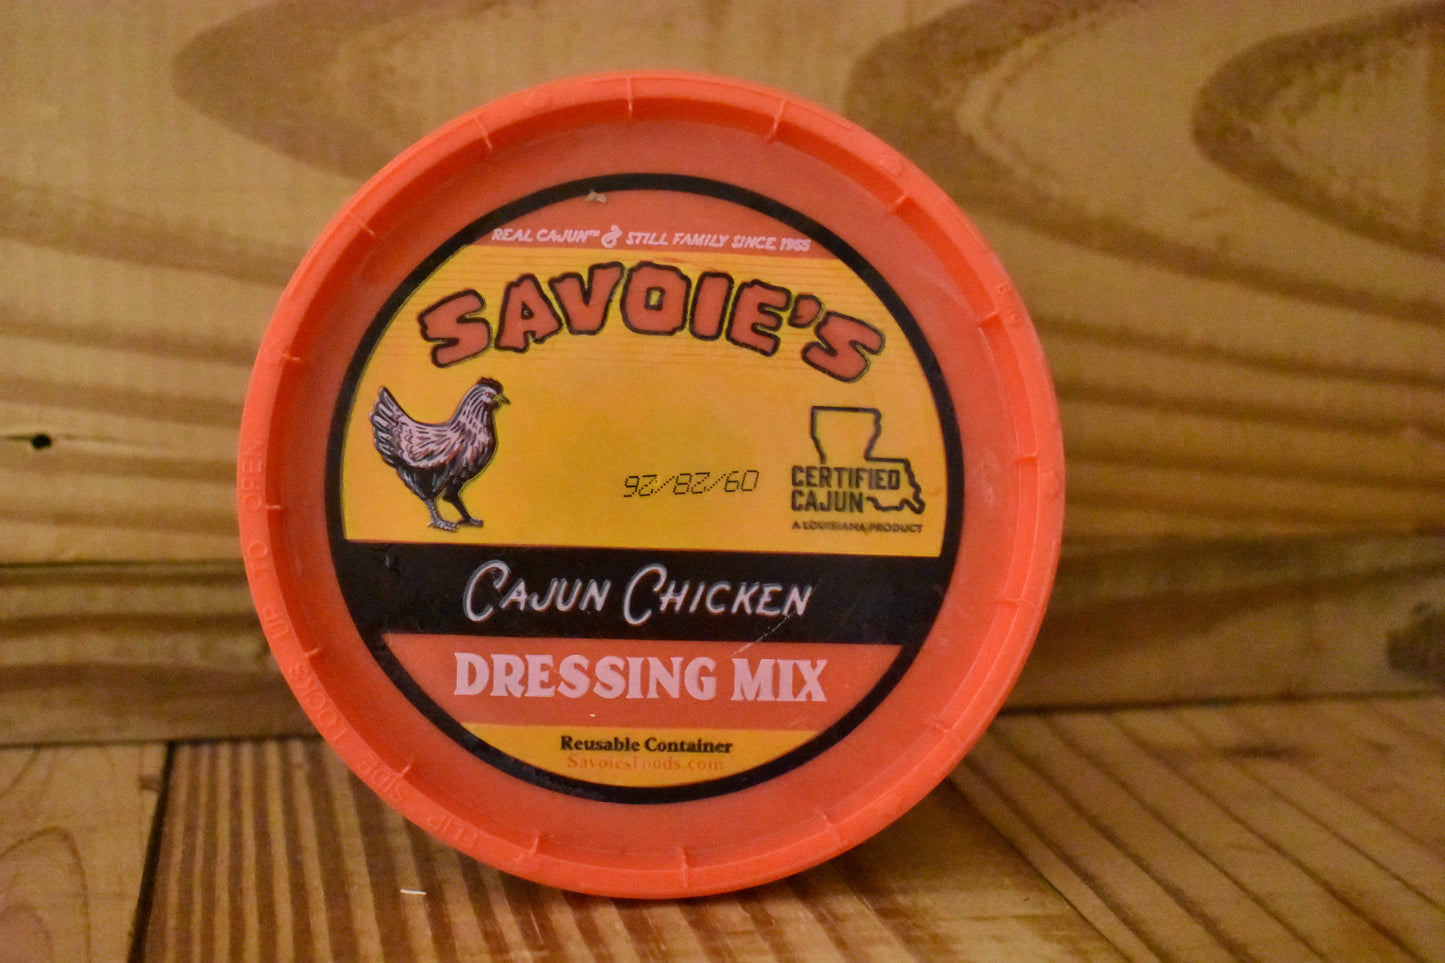 REAL CAJUN™ & STILL FAMILY SINCE 1955
SAVOIE'S
09/28/26
CERTIFIED
CAJUN
A LOUISIANA PRODUCT
CAJUN CHICKEN
DRESSING MIX
Reusable Container
SavoiesFoods.com